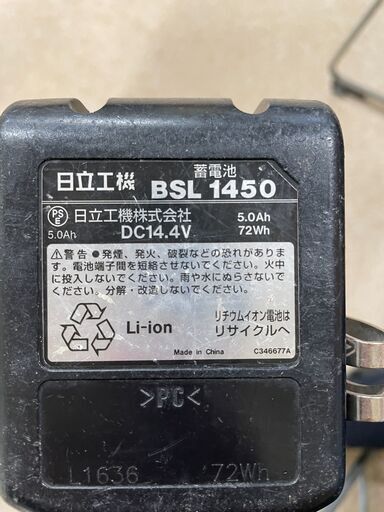 蓄電池
日立工機 BSL 1450
PSE 日立工機株式会社 5.0Ah
5.0Ah DC14.4V 72Wh
⚠警告 ●発煙、発火、破裂などの恐れがありま
す。電池端子間を短絡させないでください。火中
に投入しないでください。雨や水にぬらさないで
ください。分解・改造しないでください。
Li-ion
リチウムイオン電池は
リサイクルへ
Made in China C346677A
>PC<
L1636 72Wh